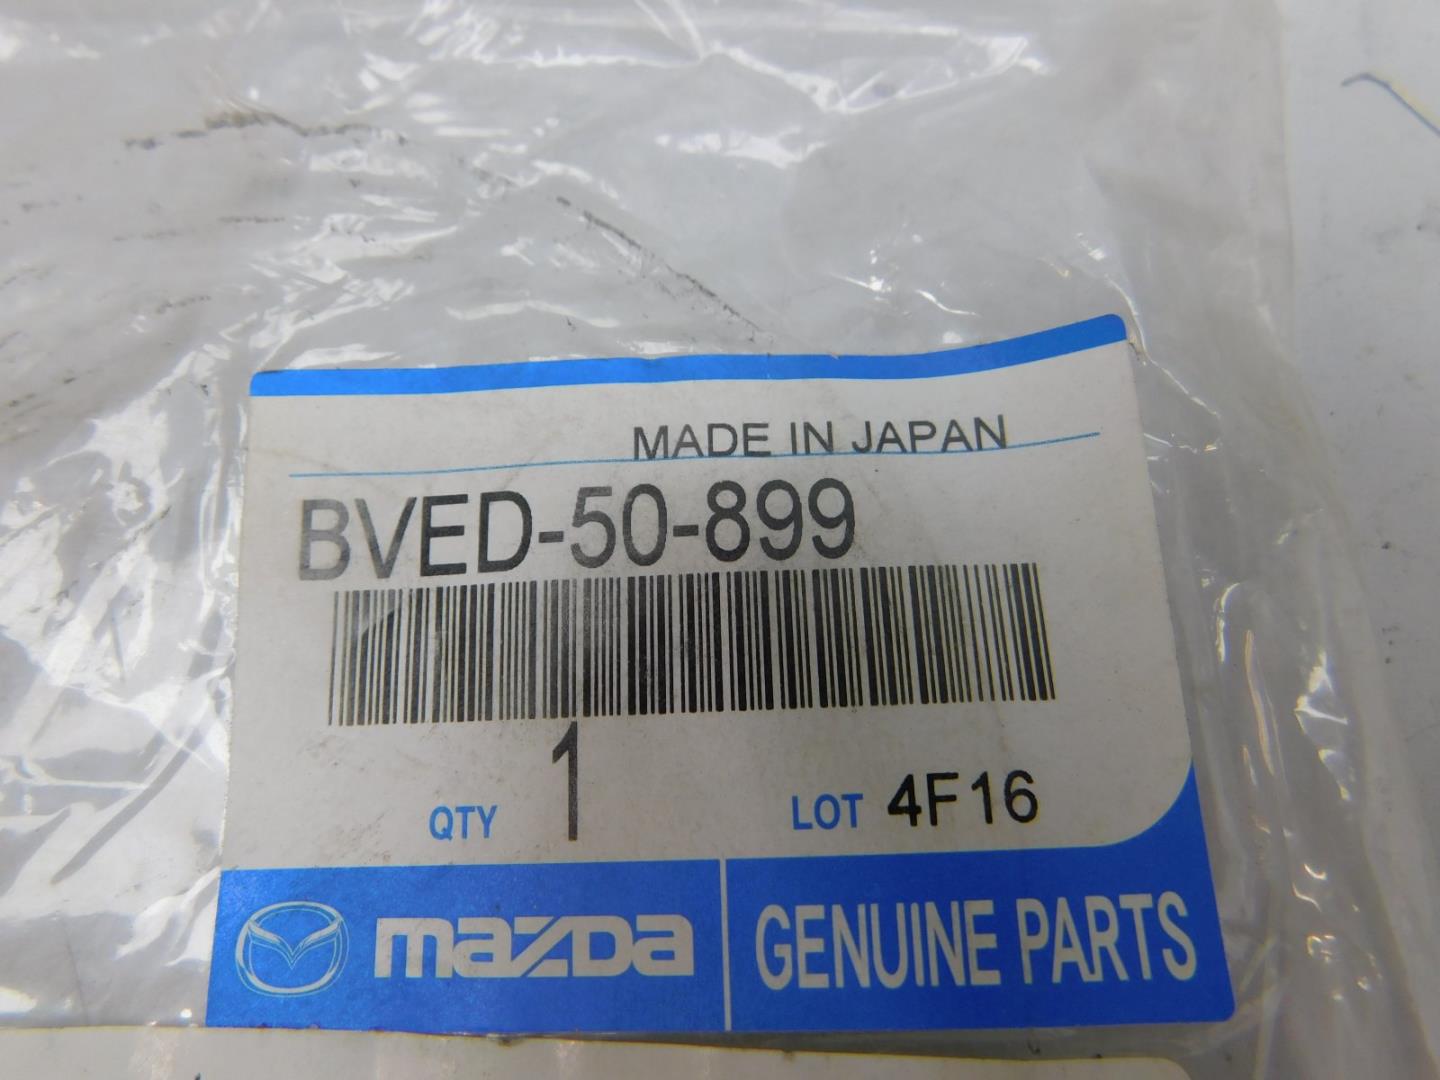 MADE IN JAPAN
BVED-50-899
QTY 1 LOT 4F16
mazda GENUINE PARTS